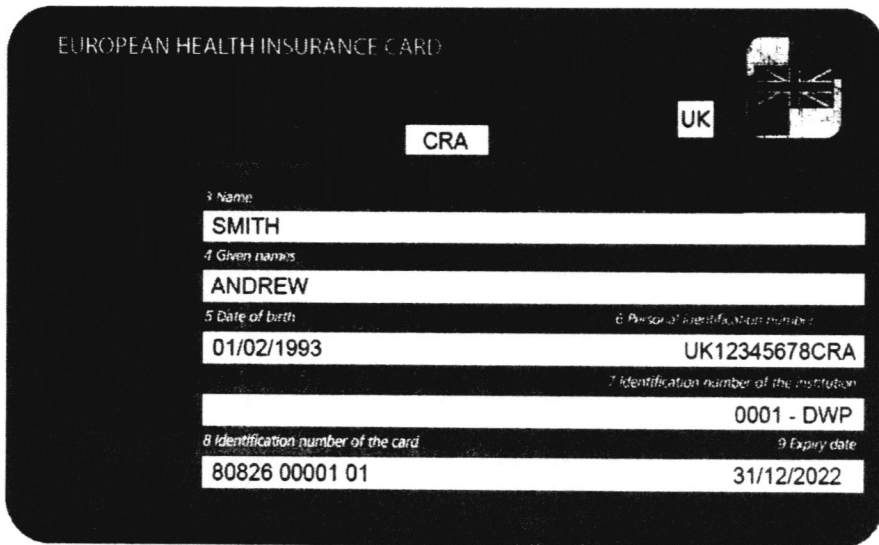 EUROPEAN HEALTH INSURANCE CARD
UK
CRA
3 Name
SMITH
4 Given names
ANDREW
5 Date of birth
6 Personal identification number
01/02/1993
UK12345678CRA
7 Identification number of the institution
0001 - DWP
8 Identification number of the card
9 Expiry date
80826 00001 01
31/12/2022